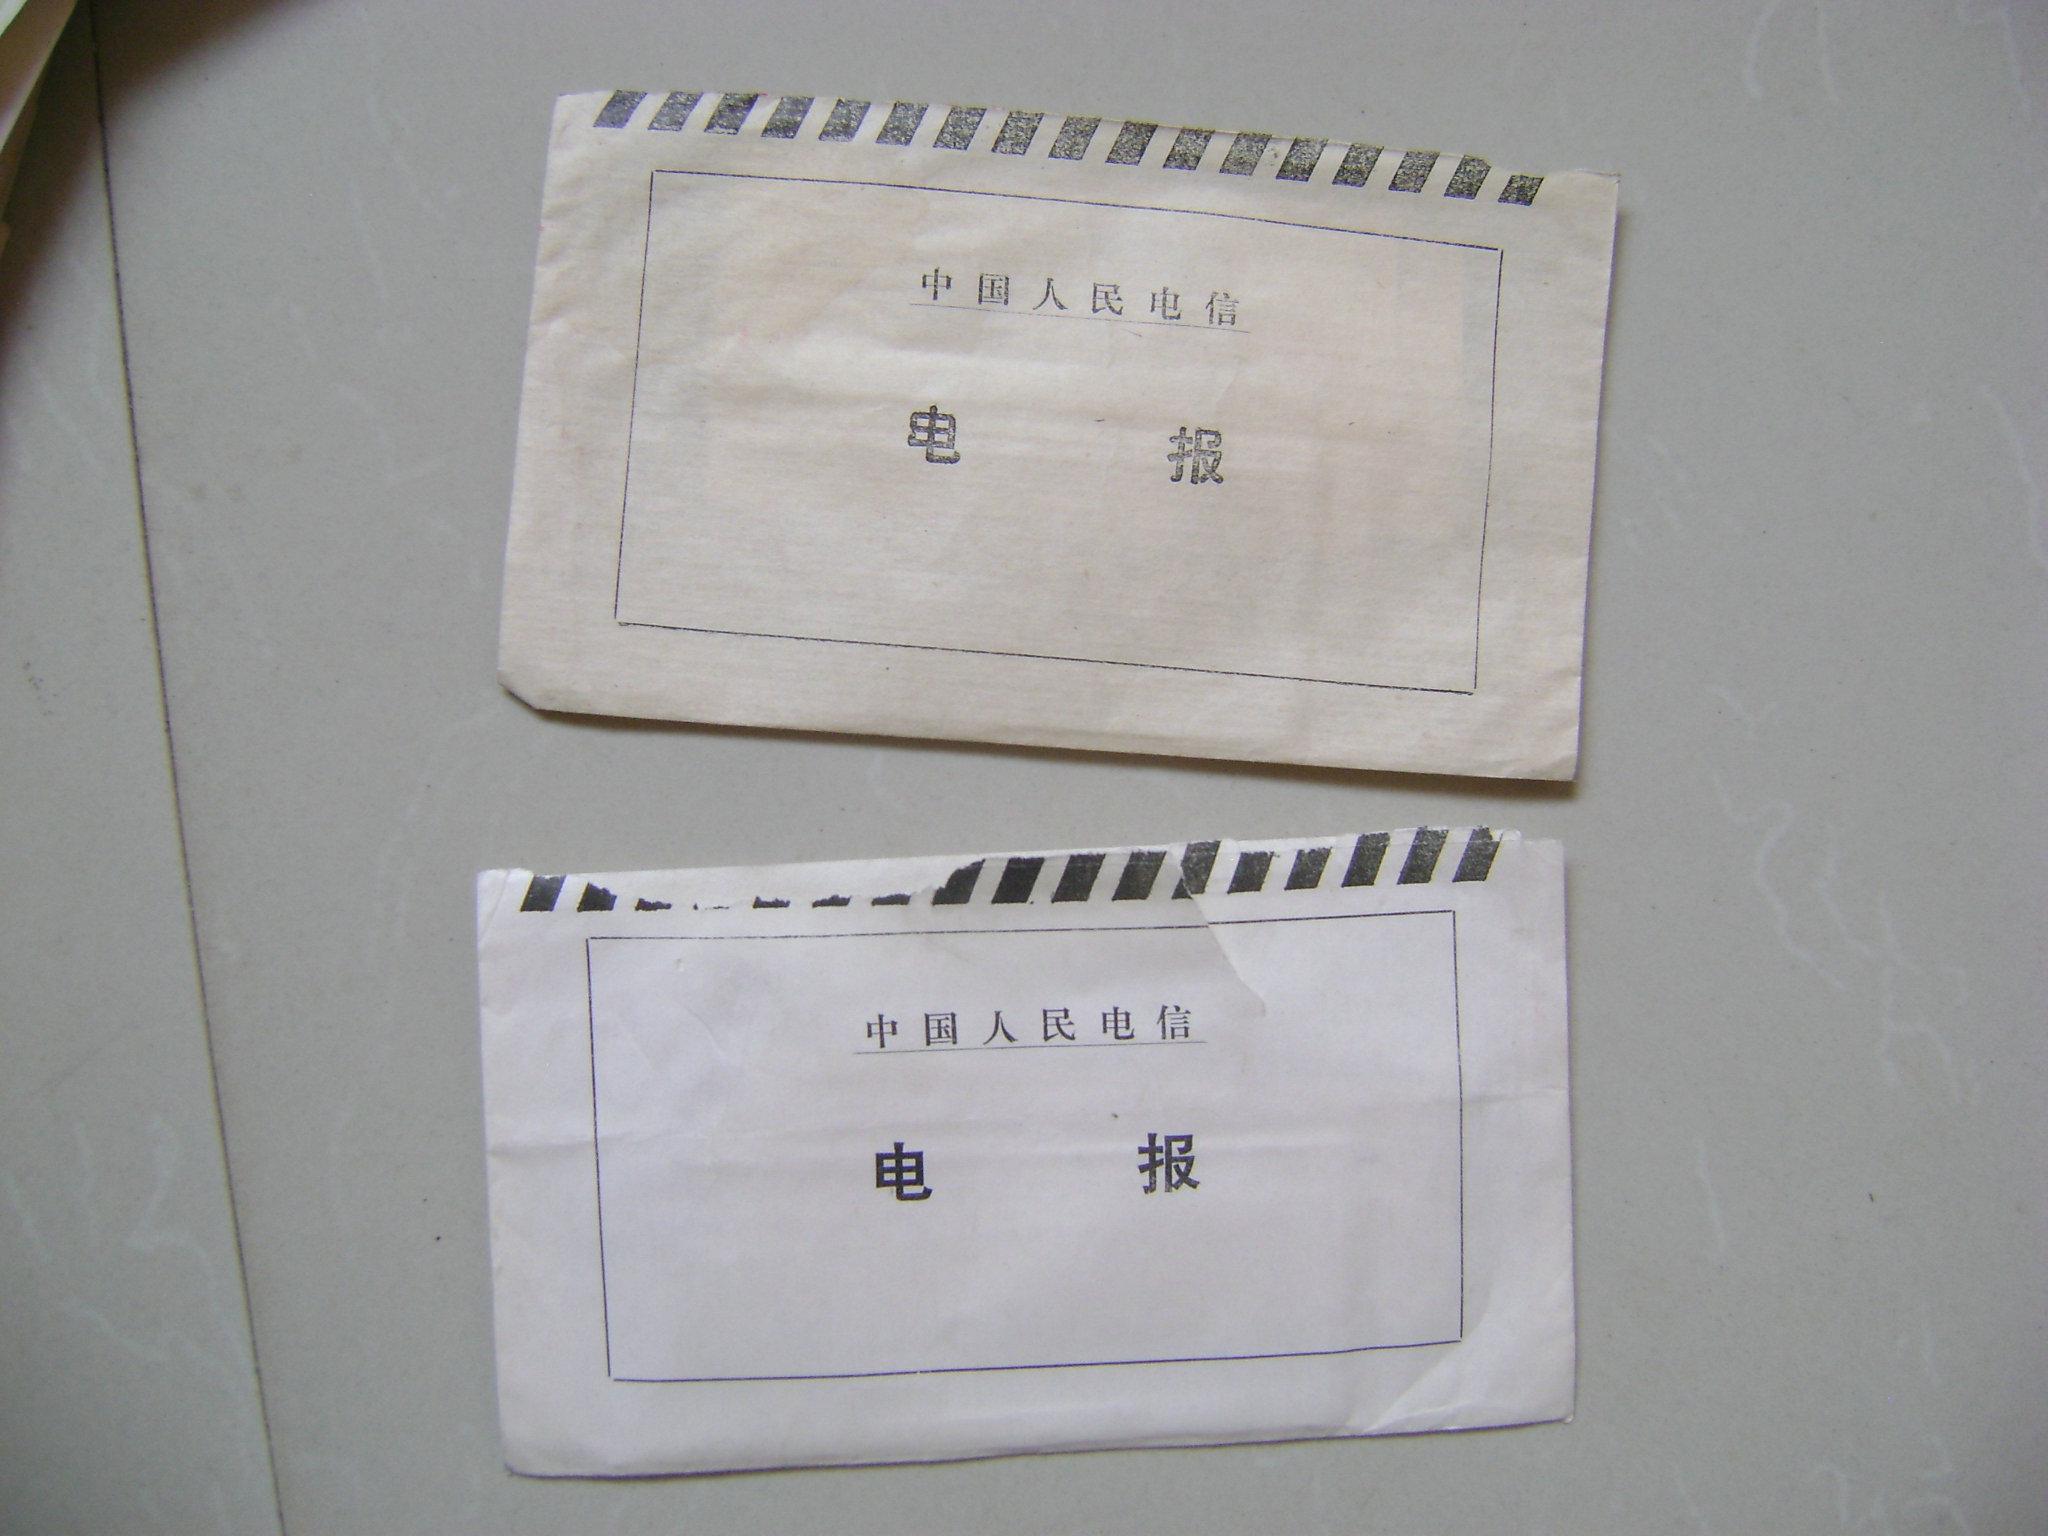 中国人民电信
电 报
中国人民电信
电 报